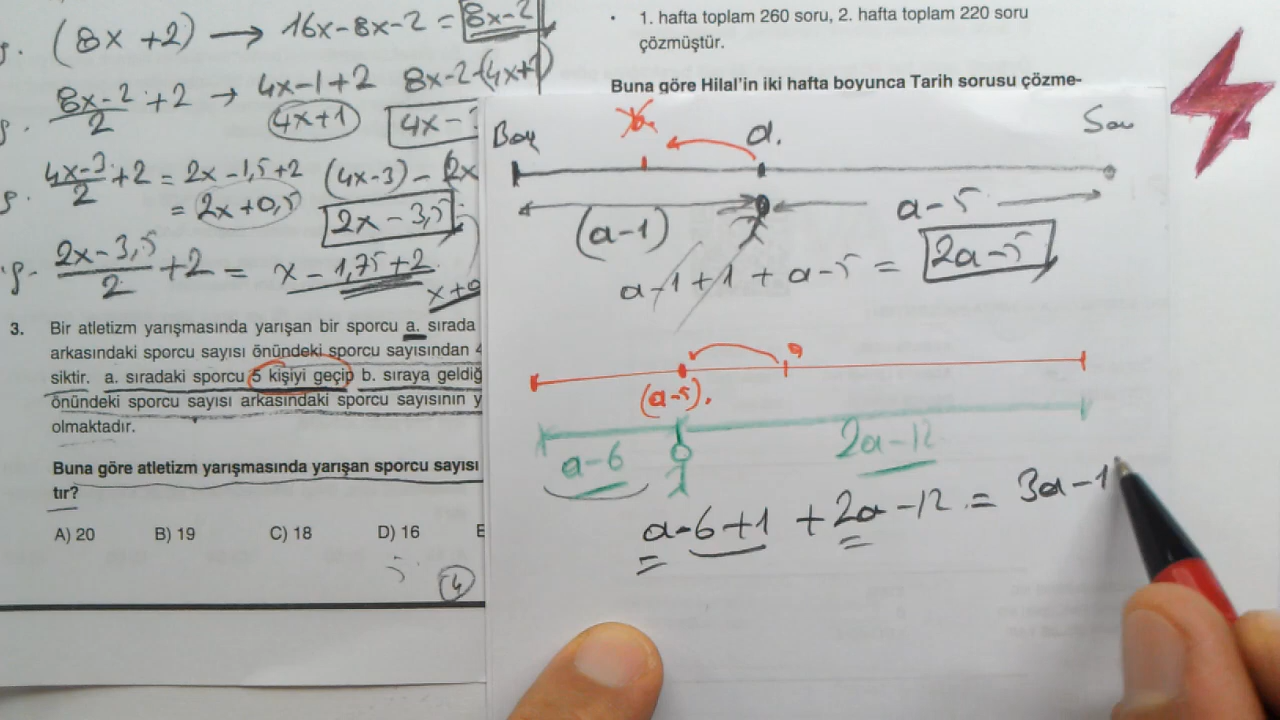 (8x + 2) → 16x-8x-2 = 8x-2
8x-2/2 + 2 → 4x-1+2 8x-2-(4x+1)
4x+1 4x-
4x-3/2 + 2 = 2x-1,5+2 (4x-3) - (2x
= 2x+0,5 2x-3,5
2x-3,5/2 + 2 = x-1,75+2
x+0
3. Bir atletizm yarışmasında yarışan bir sporcu a. sırada
arkasındaki sporcu sayısı önündeki sporcu sayısından 4
siktir. a. sıradaki sporcu 5 kişiyi geçip b. sıraya geldiğ
önündeki sporcu sayısı arkasındaki sporcu sayısının y
olmaktadır.
Buna göre atletizm yarışmasında yarışan sporcu sayısı
tır?
A) 20 B) 19 C) 18 D) 16 E
5
4
• 1. hafta toplam 260 soru, 2. hafta toplam 220 soru
çözmüştür.
Buna göre Hilal'in iki hafta boyunca Tarih sorusu çözme-
Baş b. a. Son
(a-1) a-5
a-1+1 + a-5 = 2a-5
a
(a-5).
a-6 2a-12
a-6+1 + 2a-12 = 3a-1